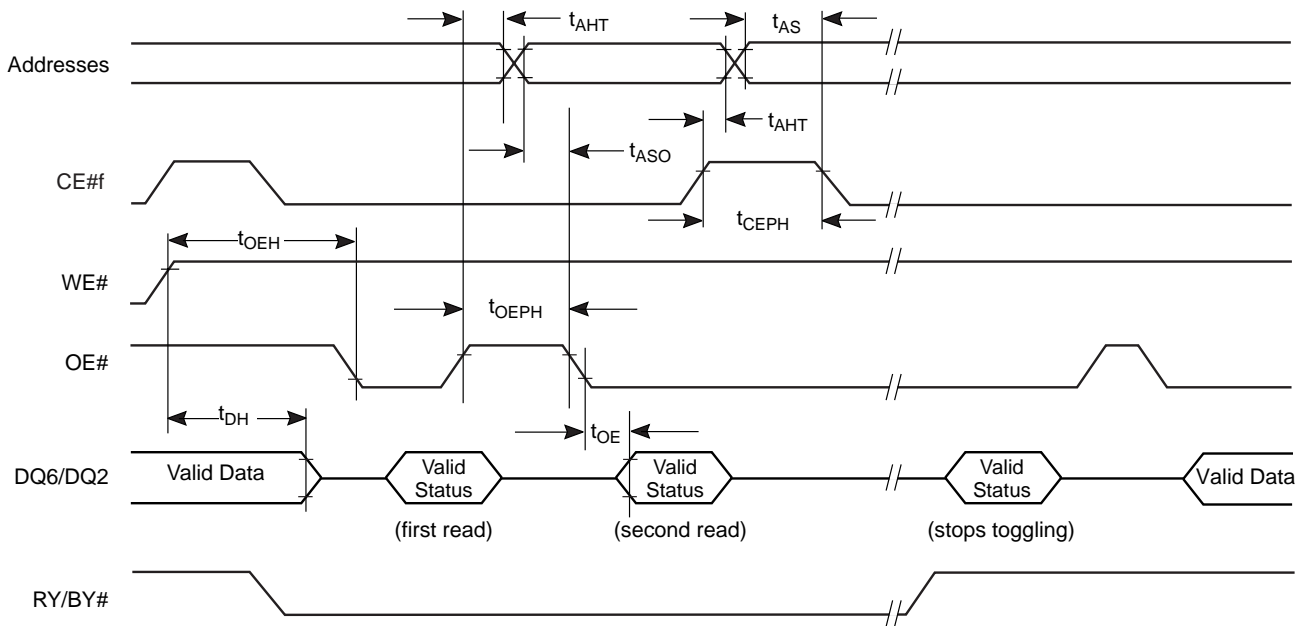 tAHT
tAS
Addresses
tAHT
tASO
CE#f
tCEPH
tOEH
WE#
tOEPH
OE#
tDH
tOE
DQ6/DQ2
Valid Data
Valid
Status
Valid
Status
Valid
Status
Valid Data
(first read)
(second read)
(stops toggling)
RY/BY#